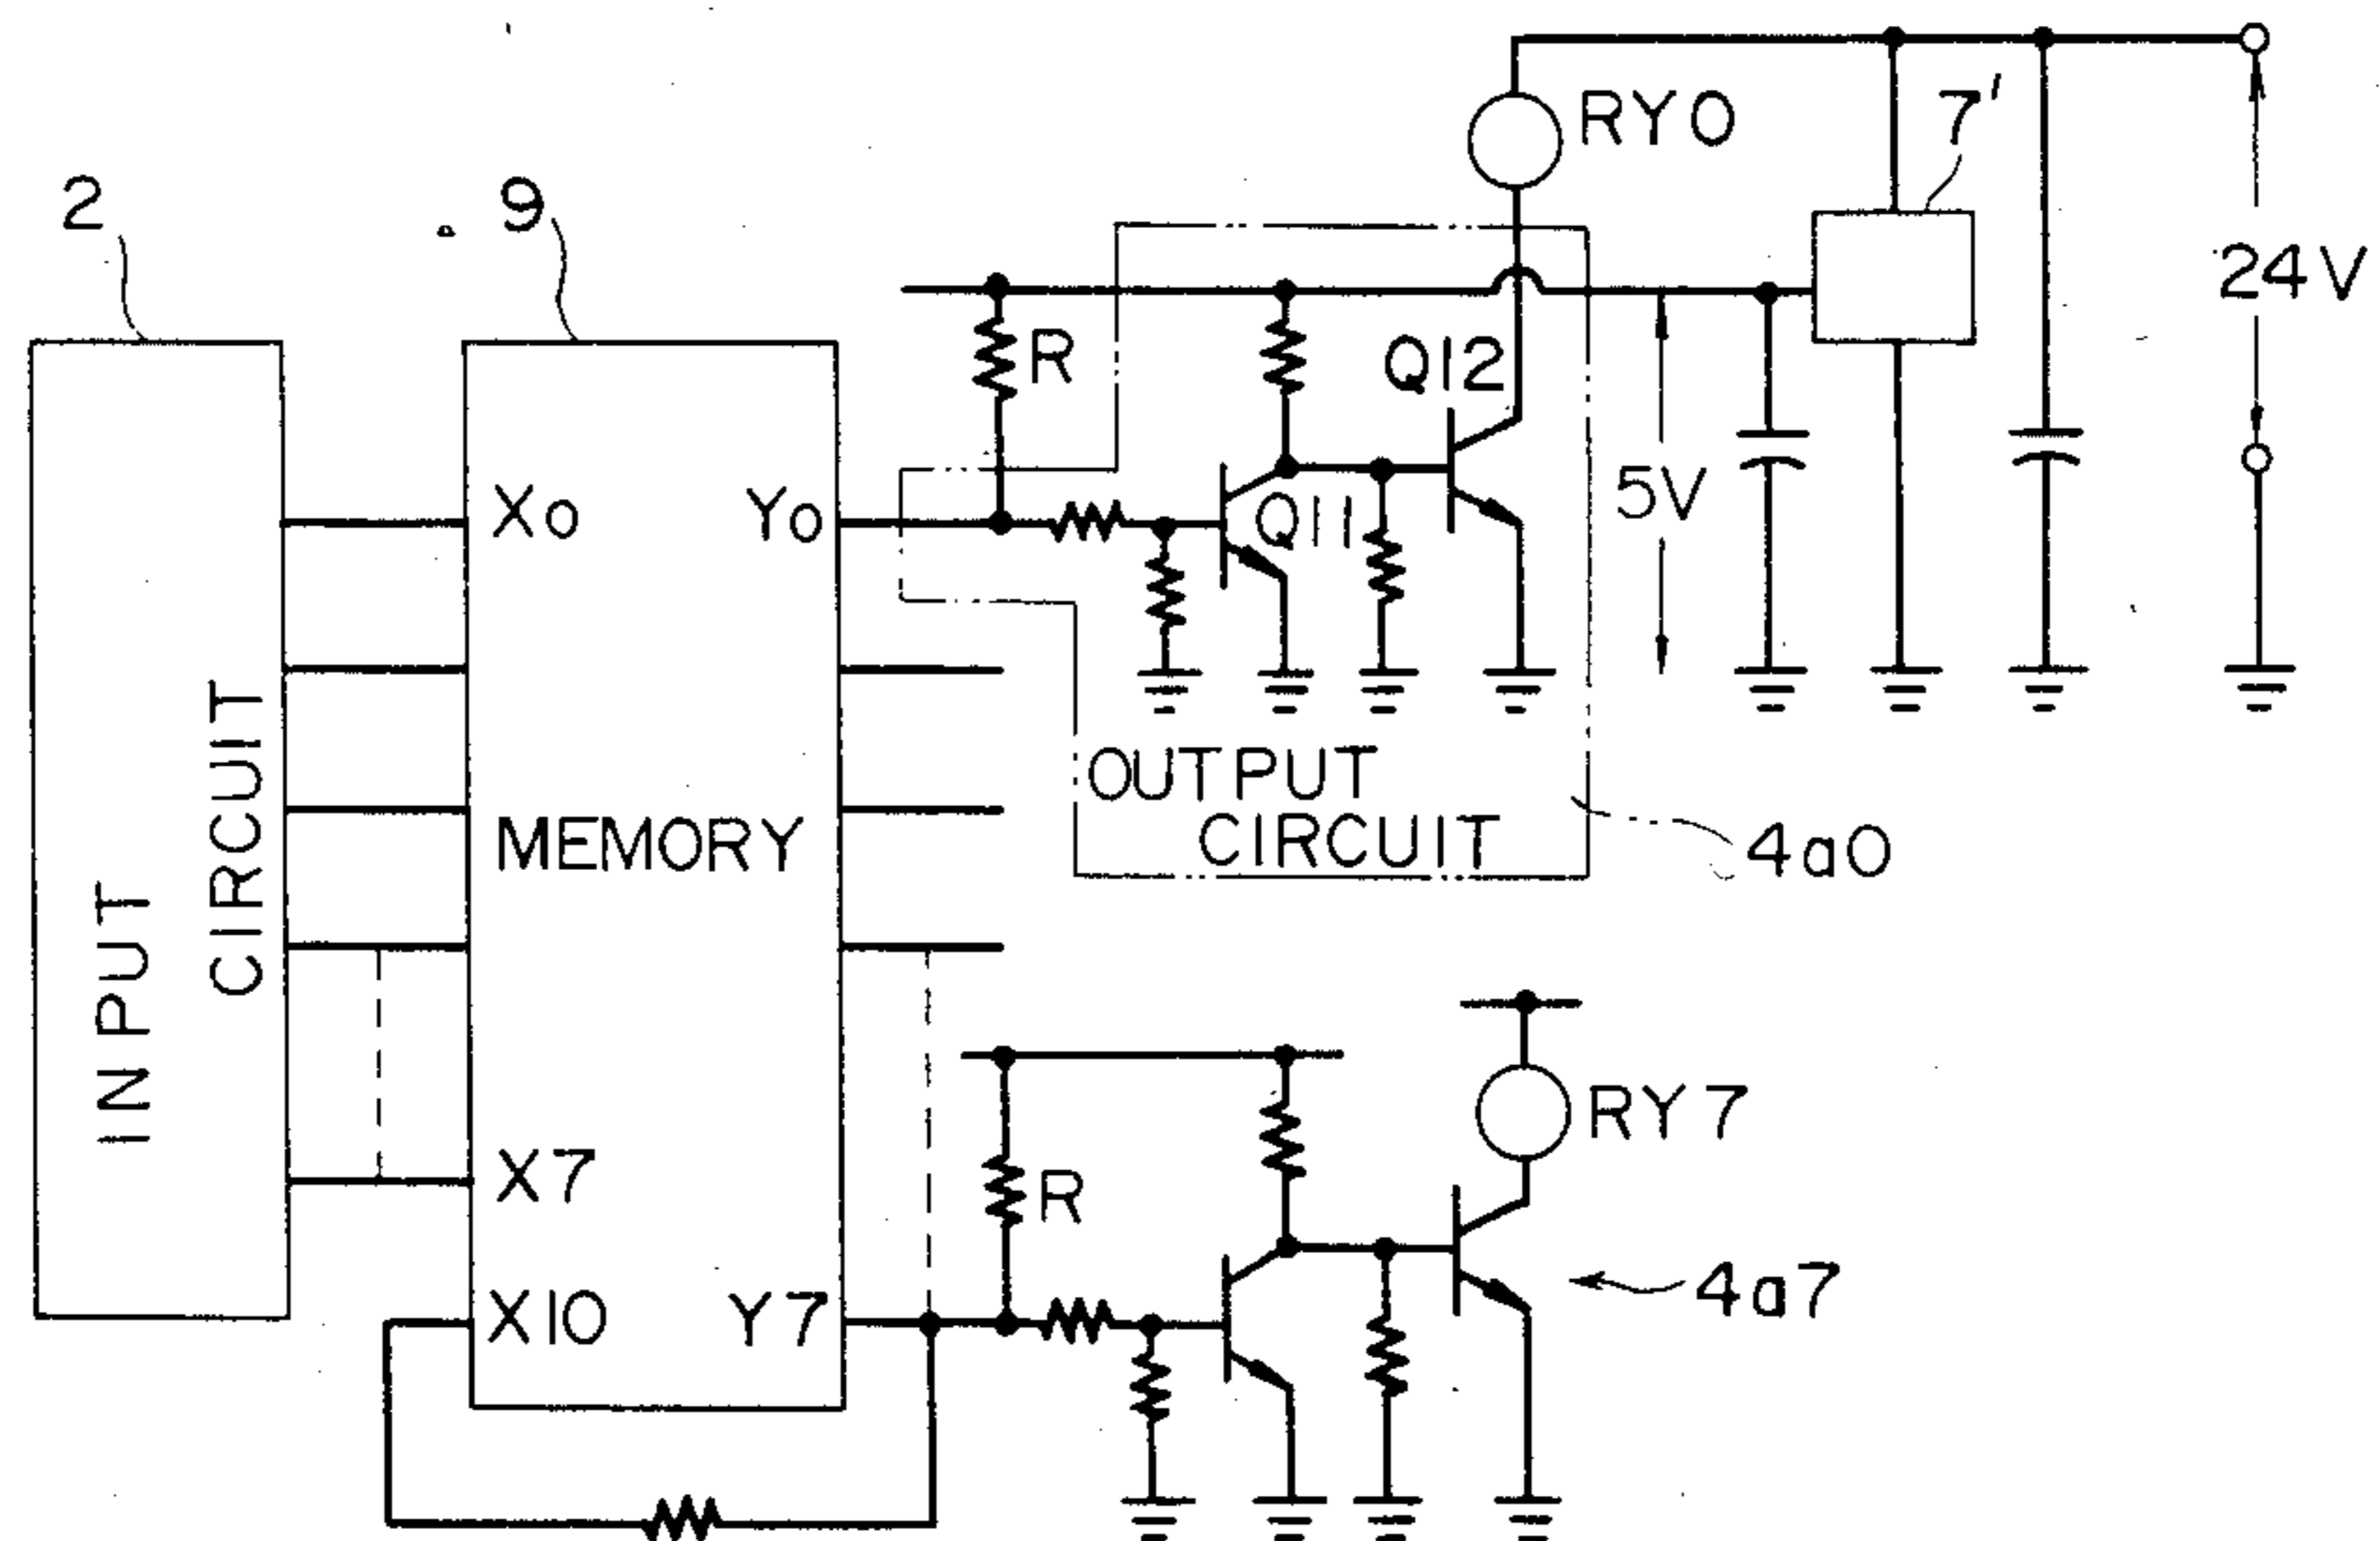 RY0
7'
2
9
24V
R
Q12
5V
X0
Y0
Q11
OUTPUT
CIRCUIT
MEMORY
4a0
INPUT
CIRCUIT
RY7
X7
R
4a7
X10
Y7